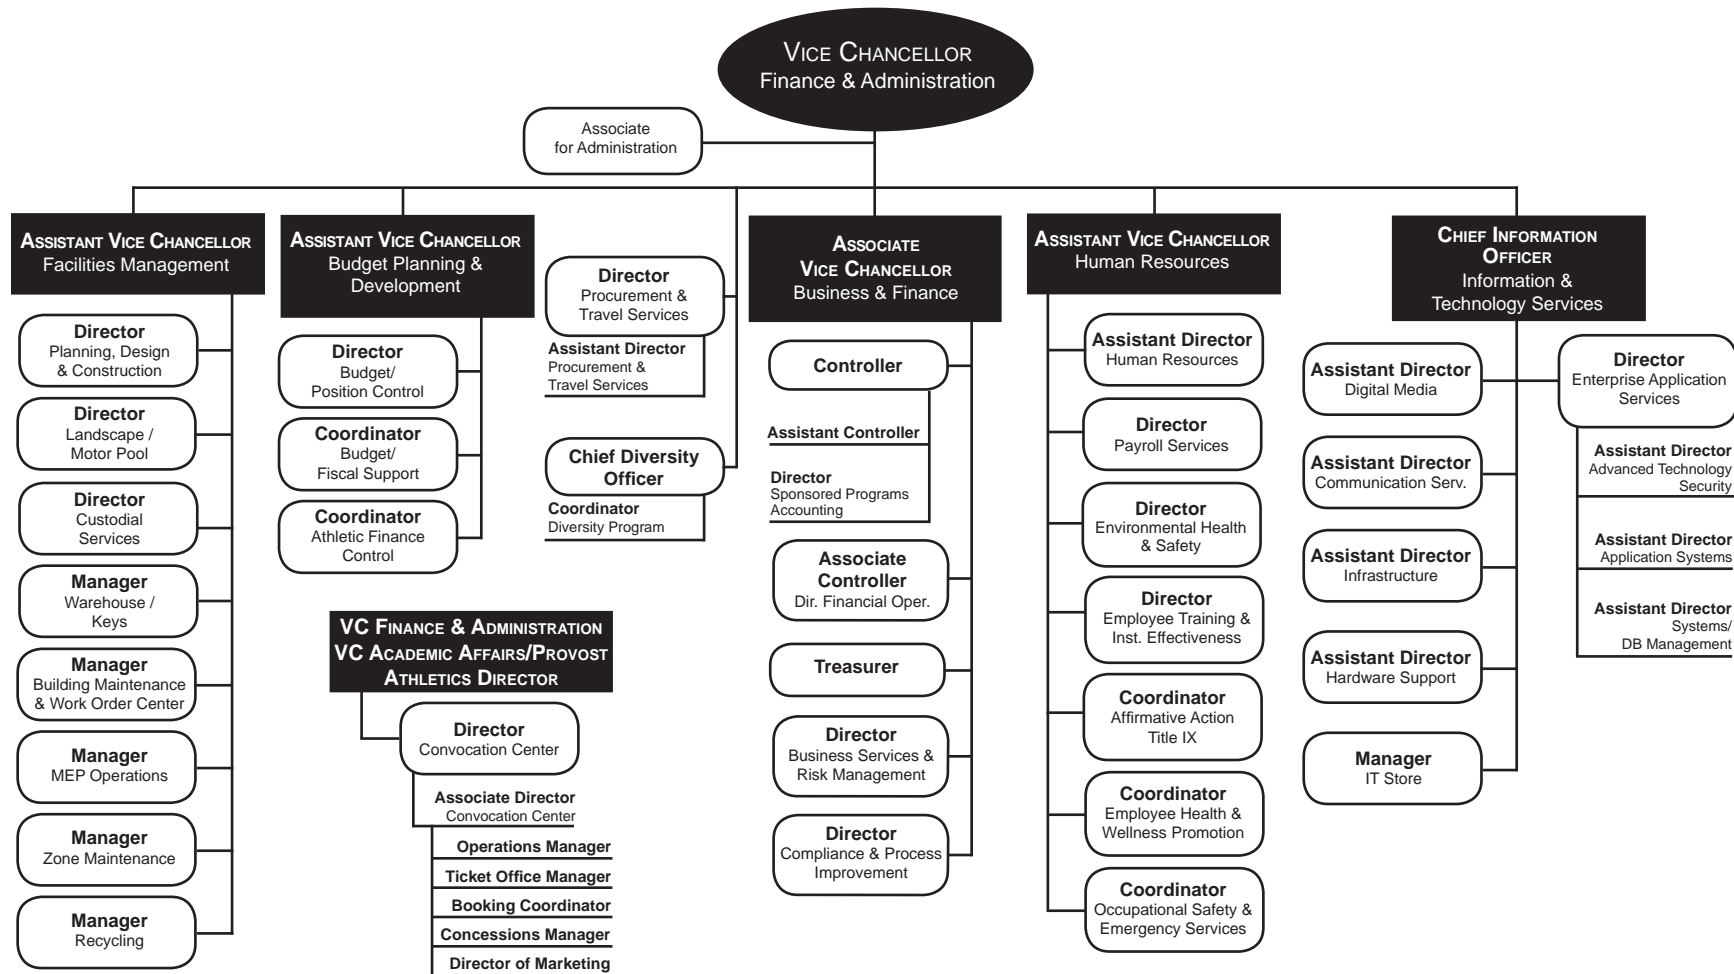 VICE CHANCELLOR
Finance & Administration
Associate
for Administration
ASSISTANT VICE CHANCELLOR
Facilities Management
Director
Planning, Design
& Construction
Director
Landscape /
Motor Pool
Director
Custodial
Services
Manager
Warehouse /
Keys
Manager
Building Maintenance
& Work Order Center
Manager
MEP Operations
Manager
Zone Maintenance
Manager
Recycling
ASSISTANT VICE CHANCELLOR
Budget Planning &
Development
Director
Budget/
Position Control
Coordinator
Budget/
Fiscal Support
Coordinator
Athletic Finance
Control
Director
Procurement &
Travel Services
Assistant Director
Procurement &
Travel Services
Chief Diversity
Officer
Coordinator
Diversity Program
VC FINANCE & ADMINISTRATION
VC ACADEMIC AFFAIRS/PROVOST
ATHLETICS DIRECTOR
Director
Convocation Center
Associate Director
Convocation Center
Operations Manager
Ticket Office Manager
Booking Coordinator
Concessions Manager
Director of Marketing
ASSOCIATE
VICE CHANCELLOR
Business & Finance
Controller
Assistant Controller
Director
Sponsored Programs
Accounting
Associate
Controller
Dir. Financial Oper.
Treasurer
Director
Business Services &
Risk Management
Director
Compliance & Process
Improvement
ASSISTANT VICE CHANCELLOR
Human Resources
Assistant Director
Human Resources
Director
Payroll Services
Director
Environmental Health
& Safety
Director
Employee Training &
Inst. Effectiveness
Coordinator
Affirmative Action
Title IX
Coordinator
Employee Health &
Wellness Promotion
Coordinator
Occupational Safety &
Emergency Services
CHIEF INFORMATION
OFFICER
Information &
Technology Services
Assistant Director
Digital Media
Assistant Director
Communication Serv.
Assistant Director
Infrastructure
Assistant Director
Hardware Support
Manager
IT Store
Director
Enterprise Application
Services
Assistant Director
Advanced Technology
Security
Assistant Director
Application Systems
Assistant Director
Systems/
DB Management